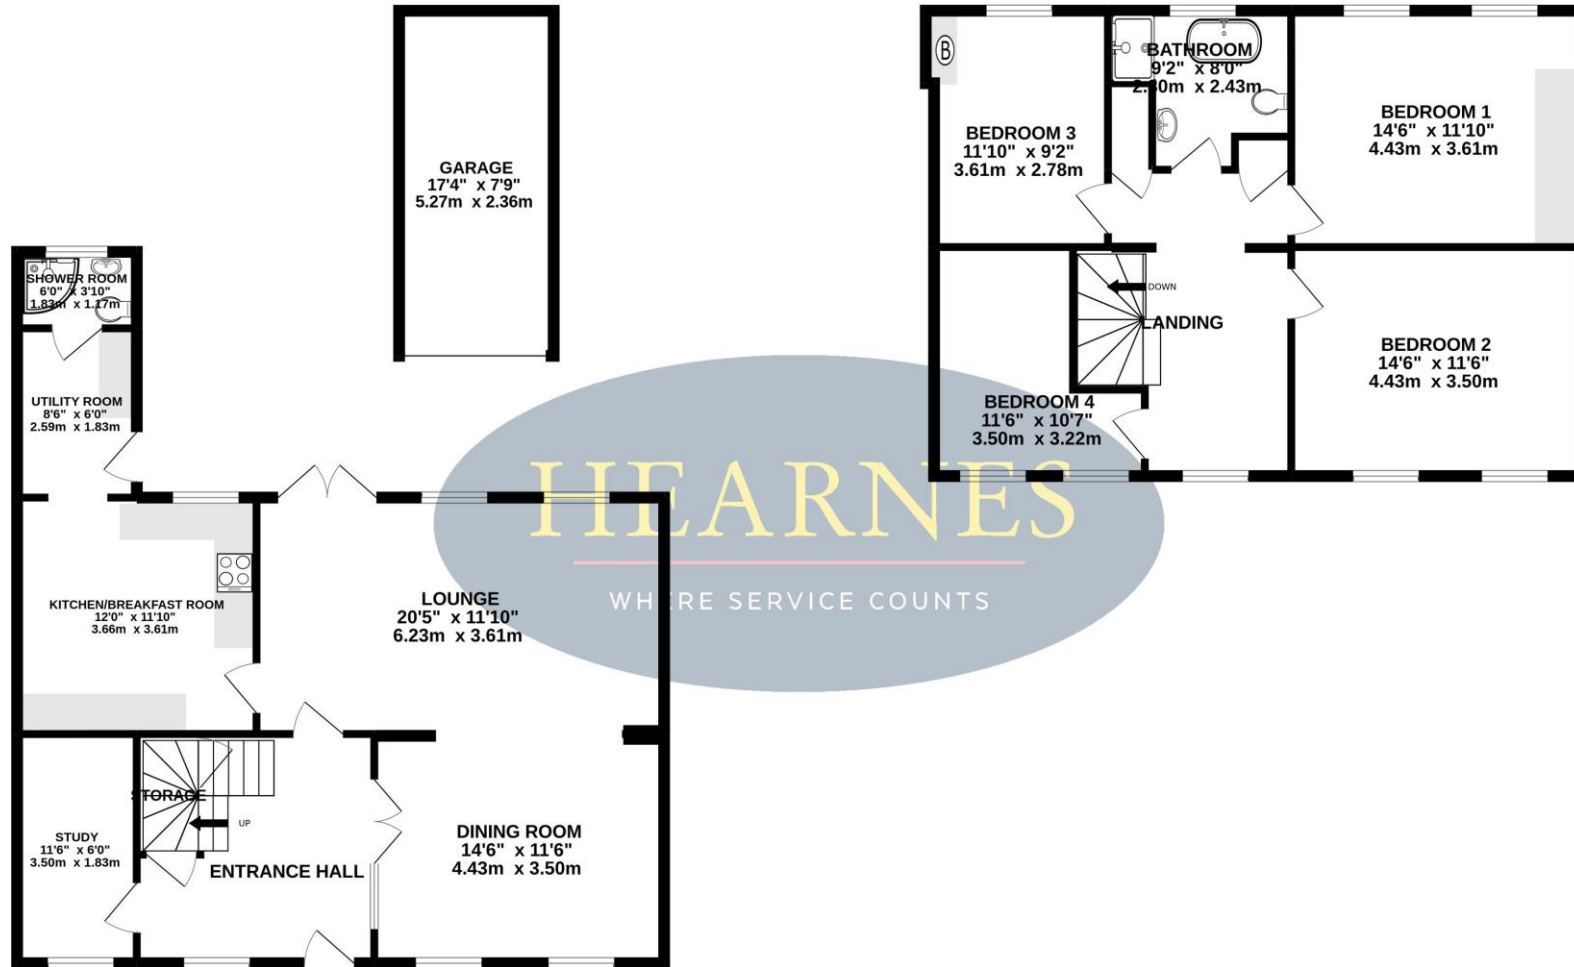 GARAGE
17'4" x 7'9"
5.27m x 2.36m
SHOWER ROOM
6'0" x 3'10"
1.83m x 1.17m
UTILITY ROOM
8'6" x 6'0"
2.59m x 1.83m
KITCHEN/BREAKFAST ROOM
12'0" x 11'10"
3.66m x 3.61m
LOUNGE
20'5" x 11'10"
6.23m x 3.61m
STORAGE
UP
STUDY
11'6" x 6'0"
3.50m x 1.83m
ENTRANCE HALL
DINING ROOM
14'6" x 11'6"
4.43m x 3.50m
B
BEDROOM 3
11'10" x 9'2"
3.61m x 2.78m
BATHROOM
9'2" x 8'0"
2.80m x 2.43m
BEDROOM 1
14'6" x 11'10"
4.43m x 3.61m
DOWN
LANDING
BEDROOM 2
14'6" x 11'6"
4.43m x 3.50m
BEDROOM 4
11'6" x 10'7"
3.50m x 3.22m
HEARNES
WHERE SERVICE COUNTS